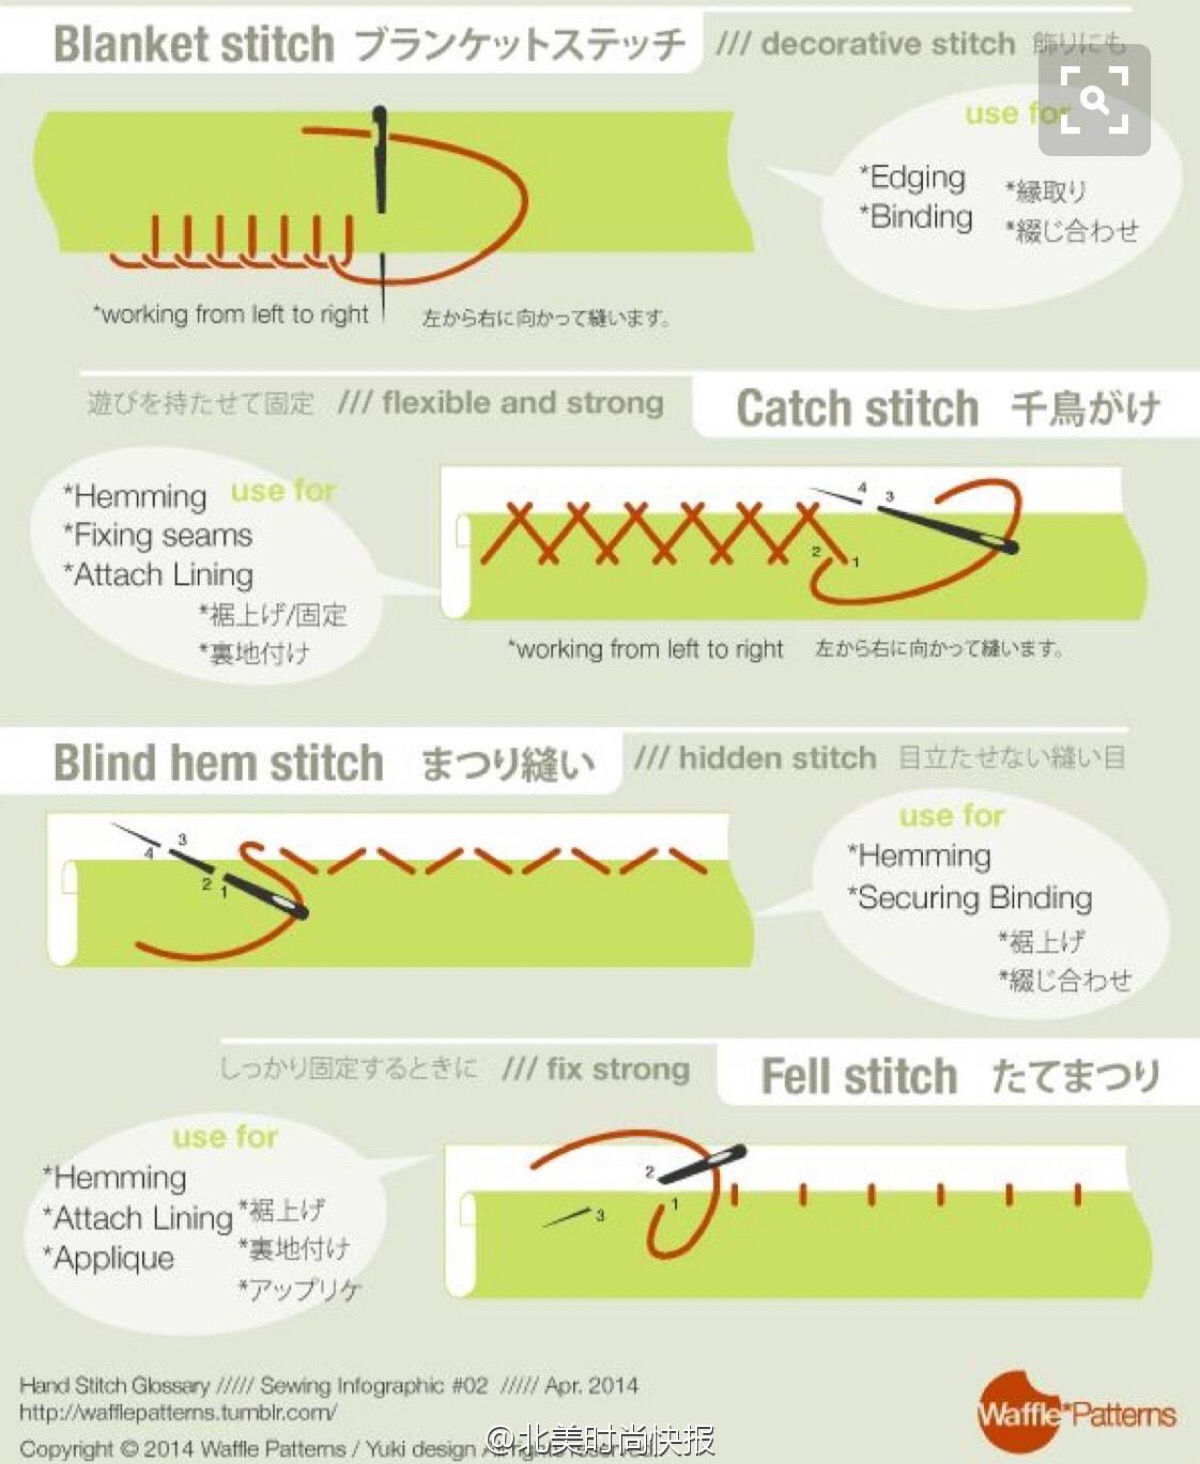 Blanket stitch ブランケットステッチ /// decorative stitch 飾りにも
use for
*Edging *縁取り
*Binding *綴じ合わせ
*working from left to right 左から右に向かって縫います。
遊びを持たせて固定 /// flexible and strong Catch stitch 千鳥がけ
use for
*Hemming
*Fixing seams
*Attach Lining
*裾上げ/固定
*裏地付け
4 3
2 1
*working from left to right 左から右に向かって縫います。
Blind hem stitch まつり縫い /// hidden stitch 目立たせない縫い目
3
4
2 1
use for
*Hemming
*Securing Binding
*裾上げ
*綴じ合わせ
しっかり固定するときに /// fix strong Fell stitch たてまつり
use for
*Hemming
*Attach Lining *裾上げ
*Applique *裏地付け
*アップリケ
2
1
3
Hand Stitch Glossary ///// Sewing Infographic #02 ///// Apr. 2014
http://wafflepatterns.tumblr.com/
Copyright © 2014 Waffle Patterns / Yuki design All rights reserved.
@北美时尚快报
Waffle*Patterns